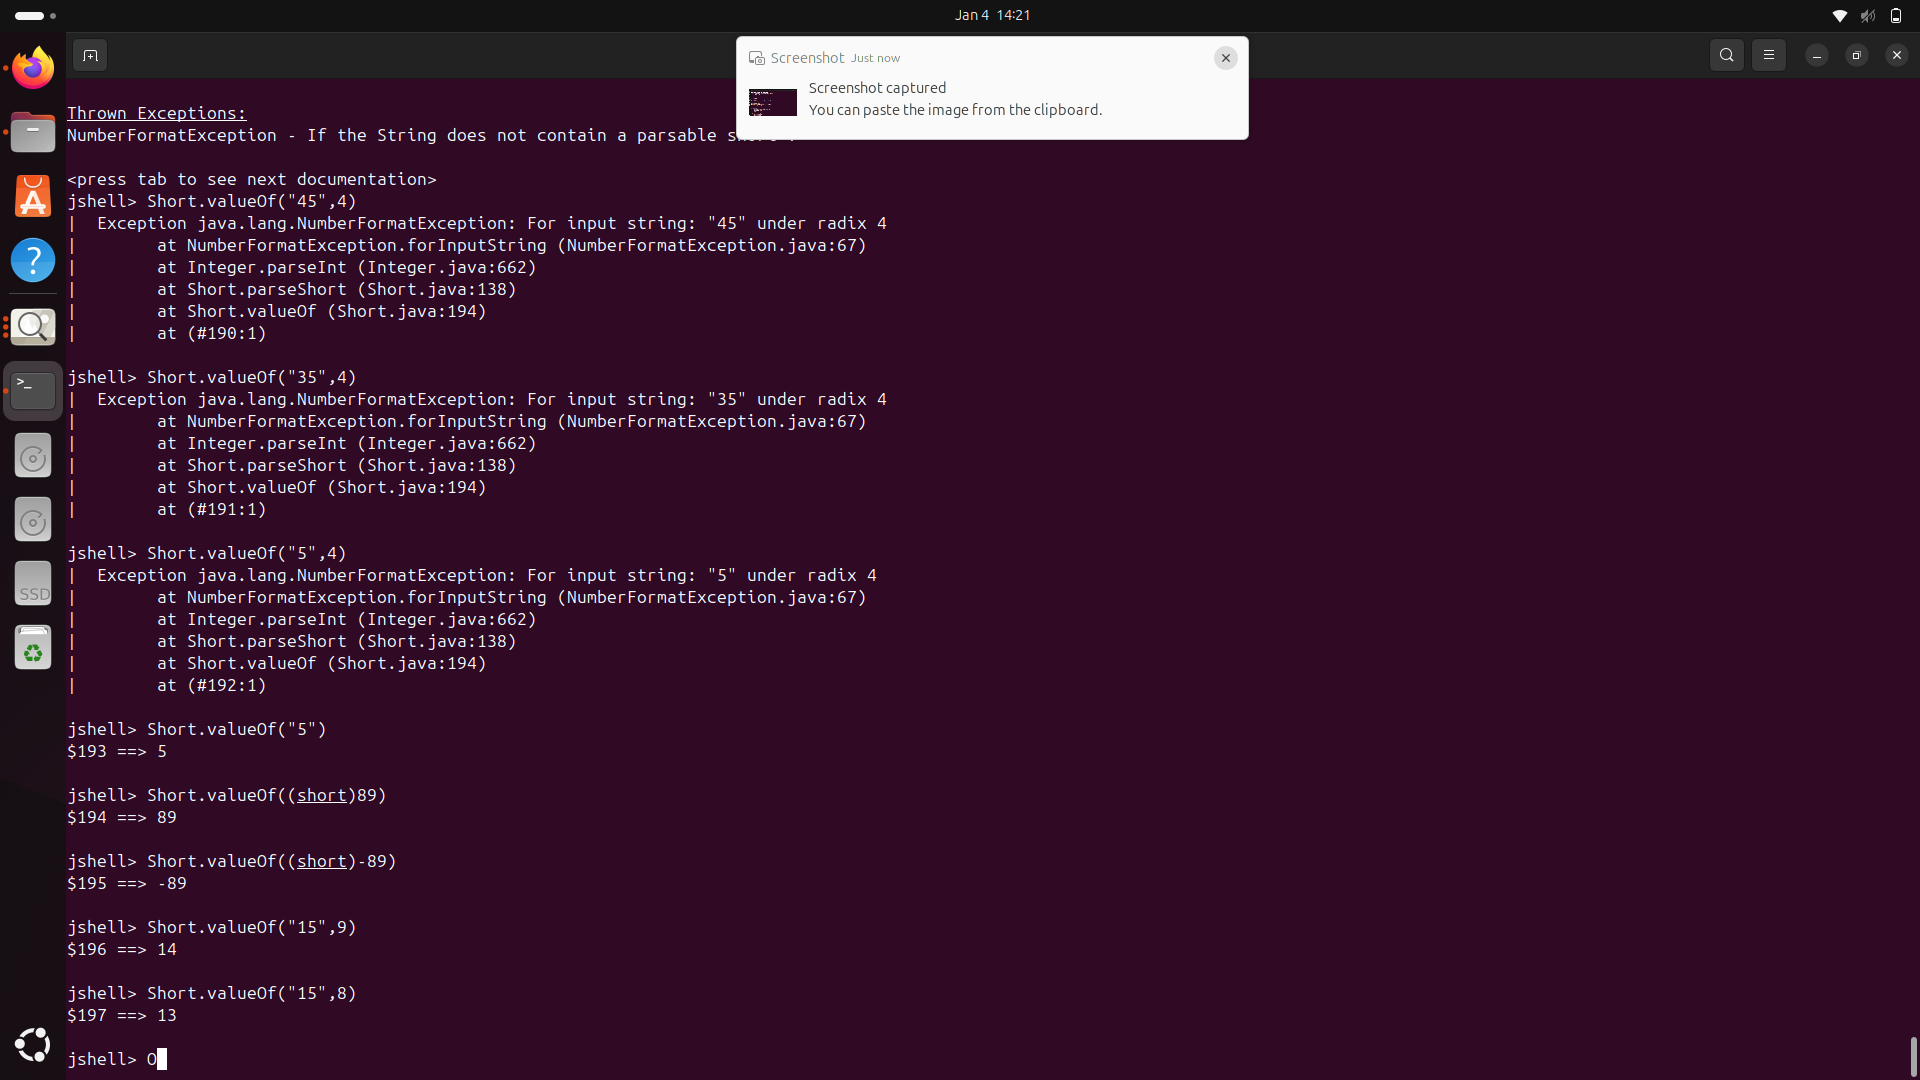 Jan 4 14:21
Screenshot Just now
Screenshot captured
You can paste the image from the clipboard.
Thrown Exceptions:
NumberFormatException - If the String does not contain a parsable
<press tab to see next documentation>
jshell> Short.valueOf("45",4)
|  Exception java.lang.NumberFormatException: For input string: "45" under radix 4
|        at NumberFormatException.forInputString (NumberFormatException.java:67)
|        at Integer.parseInt (Integer.java:662)
|        at Short.parseShort (Short.java:138)
|        at Short.valueOf (Short.java:194)
|        at (#190:1)
jshell> Short.valueOf("35",4)
|  Exception java.lang.NumberFormatException: For input string: "35" under radix 4
|        at NumberFormatException.forInputString (NumberFormatException.java:67)
|        at Integer.parseInt (Integer.java:662)
|        at Short.parseShort (Short.java:138)
|        at Short.valueOf (Short.java:194)
|        at (#191:1)
jshell> Short.valueOf("5",4)
|  Exception java.lang.NumberFormatException: For input string: "5" under radix 4
|        at NumberFormatException.forInputString (NumberFormatException.java:67)
|        at Integer.parseInt (Integer.java:662)
|        at Short.parseShort (Short.java:138)
|        at Short.valueOf (Short.java:194)
|        at (#192:1)
jshell> Short.valueOf("5")
$193 ==> 5
jshell> Short.valueOf((short)89)
$194 ==> 89
jshell> Short.valueOf((short)-89)
$195 ==> -89
jshell> Short.valueOf("15",9)
$196 ==> 14
jshell> Short.valueOf("15",8)
$197 ==> 13
jshell> O
>_
SSD